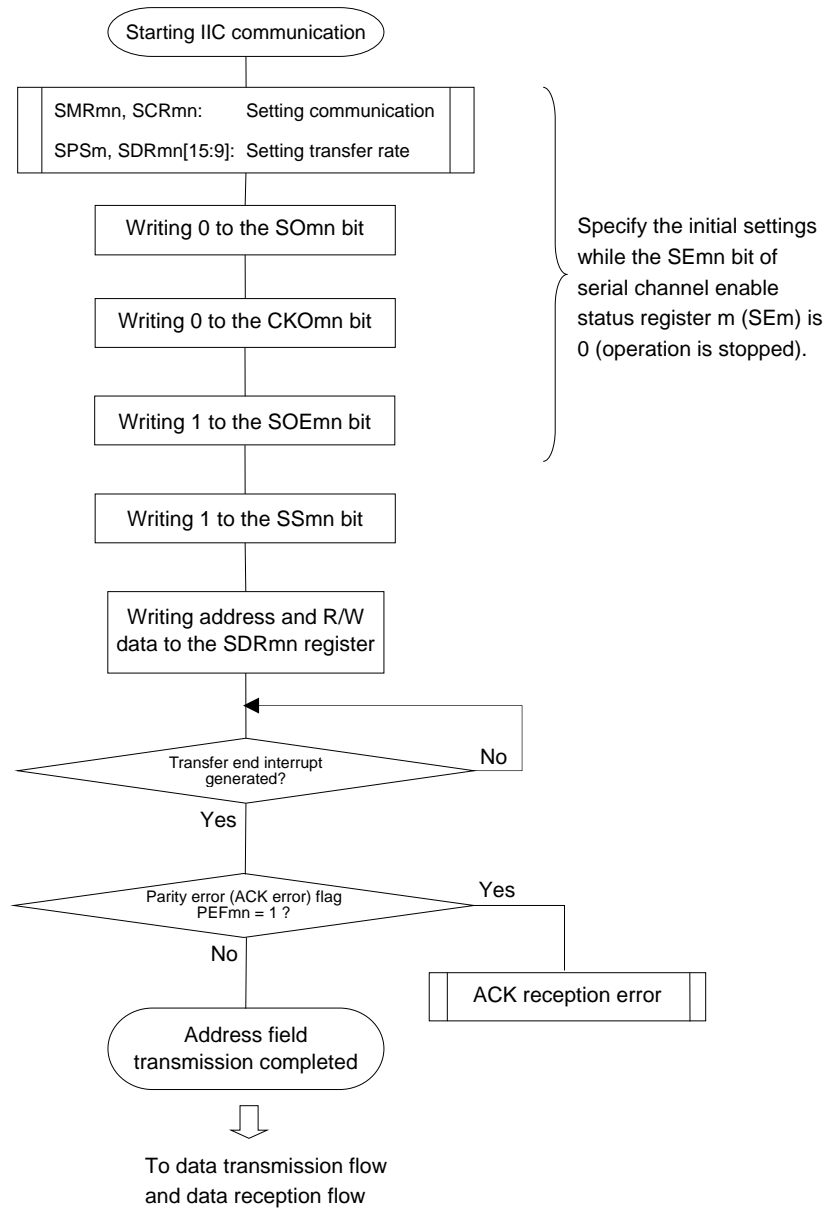 Starting IIC communication
SMRmn, SCRmn: Setting communication
SPSm, SDRmn[15:9]: Setting transfer rate
Writing 0 to the SOmn bit
Writing 0 to the CKOmn bit
Writing 1 to the SOEmn bit
Specify the initial settings
while the SEmn bit of
serial channel enable
status register m (SEm) is
0 (operation is stopped).
Writing 1 to the SSmn bit
Writing address and R/W
data to the SDRmn register
Transfer end interrupt
generated?
No
Yes
Parity error (ACK error) flag
PEFmn = 1 ?
Yes
No
ACK reception error
Address field
transmission completed
To data transmission flow
and data reception flow